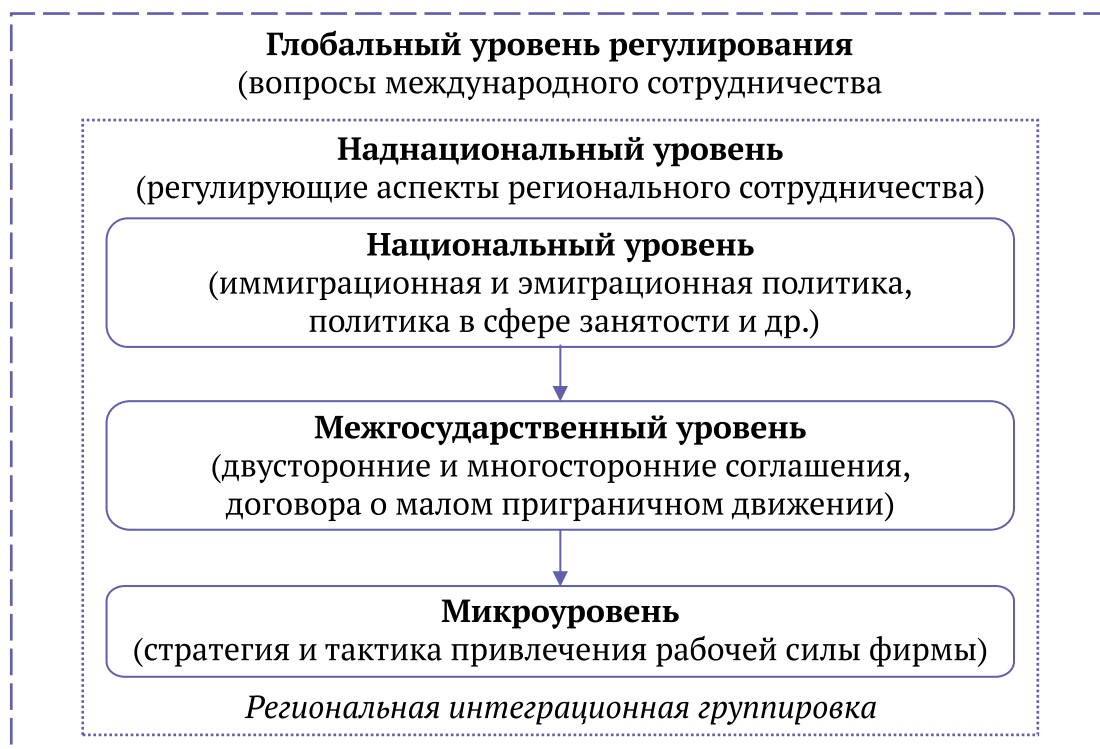 Глобальный уровень регулирования
(вопросы международного сотрудничества
Наднациональный уровень
(регулирующие аспекты регионального сотрудничества)
Национальный уровень
(иммиграционная и эмиграционная политика,
политика в сфере занятости и др.)
Межгосударственный уровень
(двусторонние и многосторонние соглашения,
договора о малом приграничном движении)
Микроуровень
(стратегия и тактика привлечения рабочей силы фирмы)
Региональная интеграционная группировка